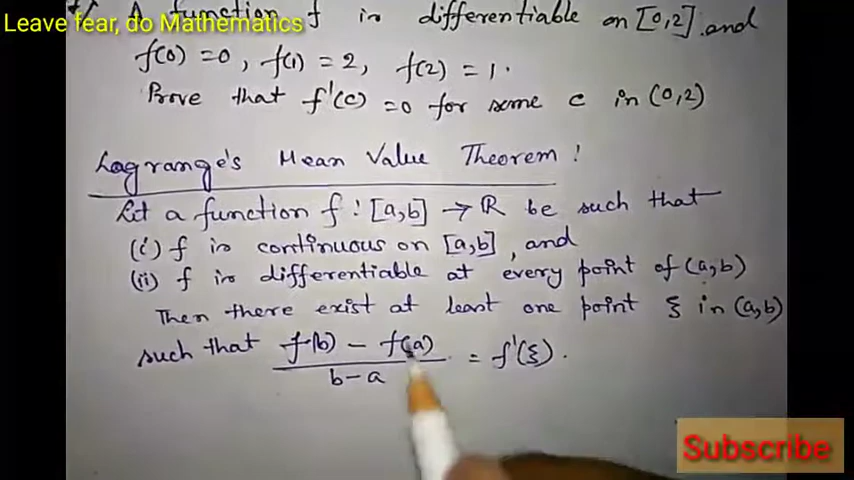 A function f is differentiable on [0,2] and
Leave fear, do Mathematics
f(0) = 0, f(1) = 2, f(2) = 1.
Prove that f'(c) = 0 for some c in (0,2)
Lagrange's Mean Value Theorem :
Let a function f : [a,b] → ℝ be such that
(i) f is continuous on [a,b], and
(ii) f is differentiable at every point of (a,b)
Then there exist at least one point ξ in (a,b)
such that f(b) − f(a) / b − a = f'(ξ).
Subscribe